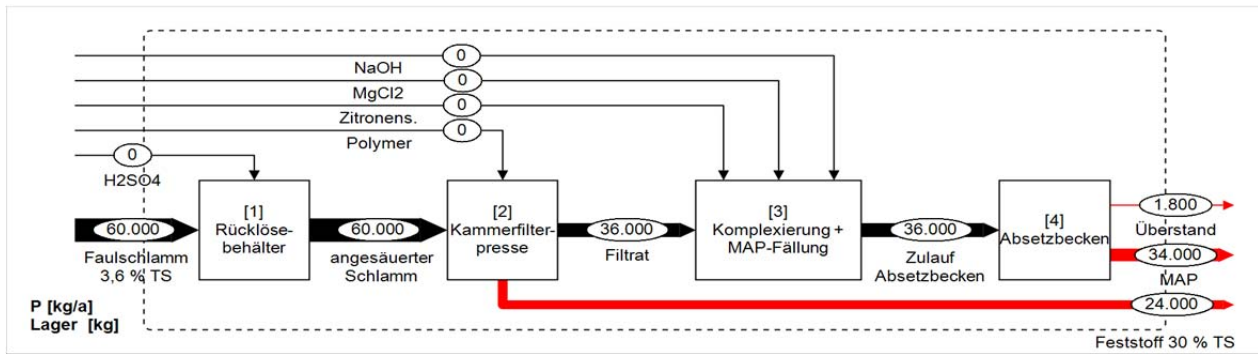 0
NaOH
0
MgCl2
0
Zitronens.
0
Polymer
0
H2SO4
60.000
Faulschlamm
3,6 % TS
[1]
Rücklöse-
behälter
60.000
angesäuerter
Schlamm
[2]
Kammerfilter-
presse
36.000
Filtrat
[3]
Komplexierung +
MAP-Fällung
36.000
Zulauf
Absetzbecken
[4]
Absetzbecken
1.800
Überstand
34.000
MAP
24.000
Feststoff 30 % TS
P [kg/a]
Lager [kg]